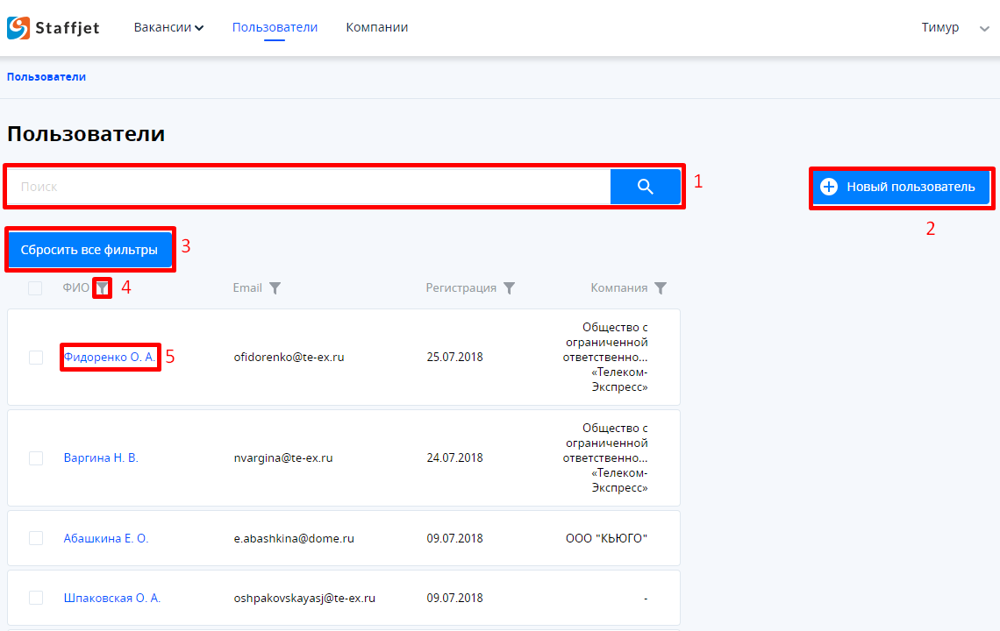 Staffjet Вакансии Пользователи Компании Тимур
Пользователи
Пользователи
Поиск 1 Новый пользователь
2
Сбросить все фильтры 3
ФИО 4 Email Регистрация Компания
Фидоренко О. А. 5 ofidorenko@te-ex.ru 25.07.2018 Общество с
ограниченной
ответственно...
«Телеком-
Экспресс»
Варгина Н. В. nvargina@te-ex.ru 24.07.2018 Общество с
ограниченной
ответственно...
«Телеком-
Экспресс»
Абашкина Е. О. e.abashkina@dome.ru 09.07.2018 ООО "КЬЮГО"
Шпаковская О. А. oshpakovskayasj@te-ex.ru 09.07.2018 -